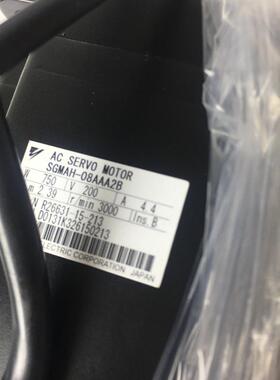 AC SERVO MOTOR
SGMAH-08AAA2B
W 750 V 200 A 4.4
m 2.39 r/min 3000 Ins.B
N R26631-15-213
D0131K326150213
ELECTRIC CORPORATION JAPAN